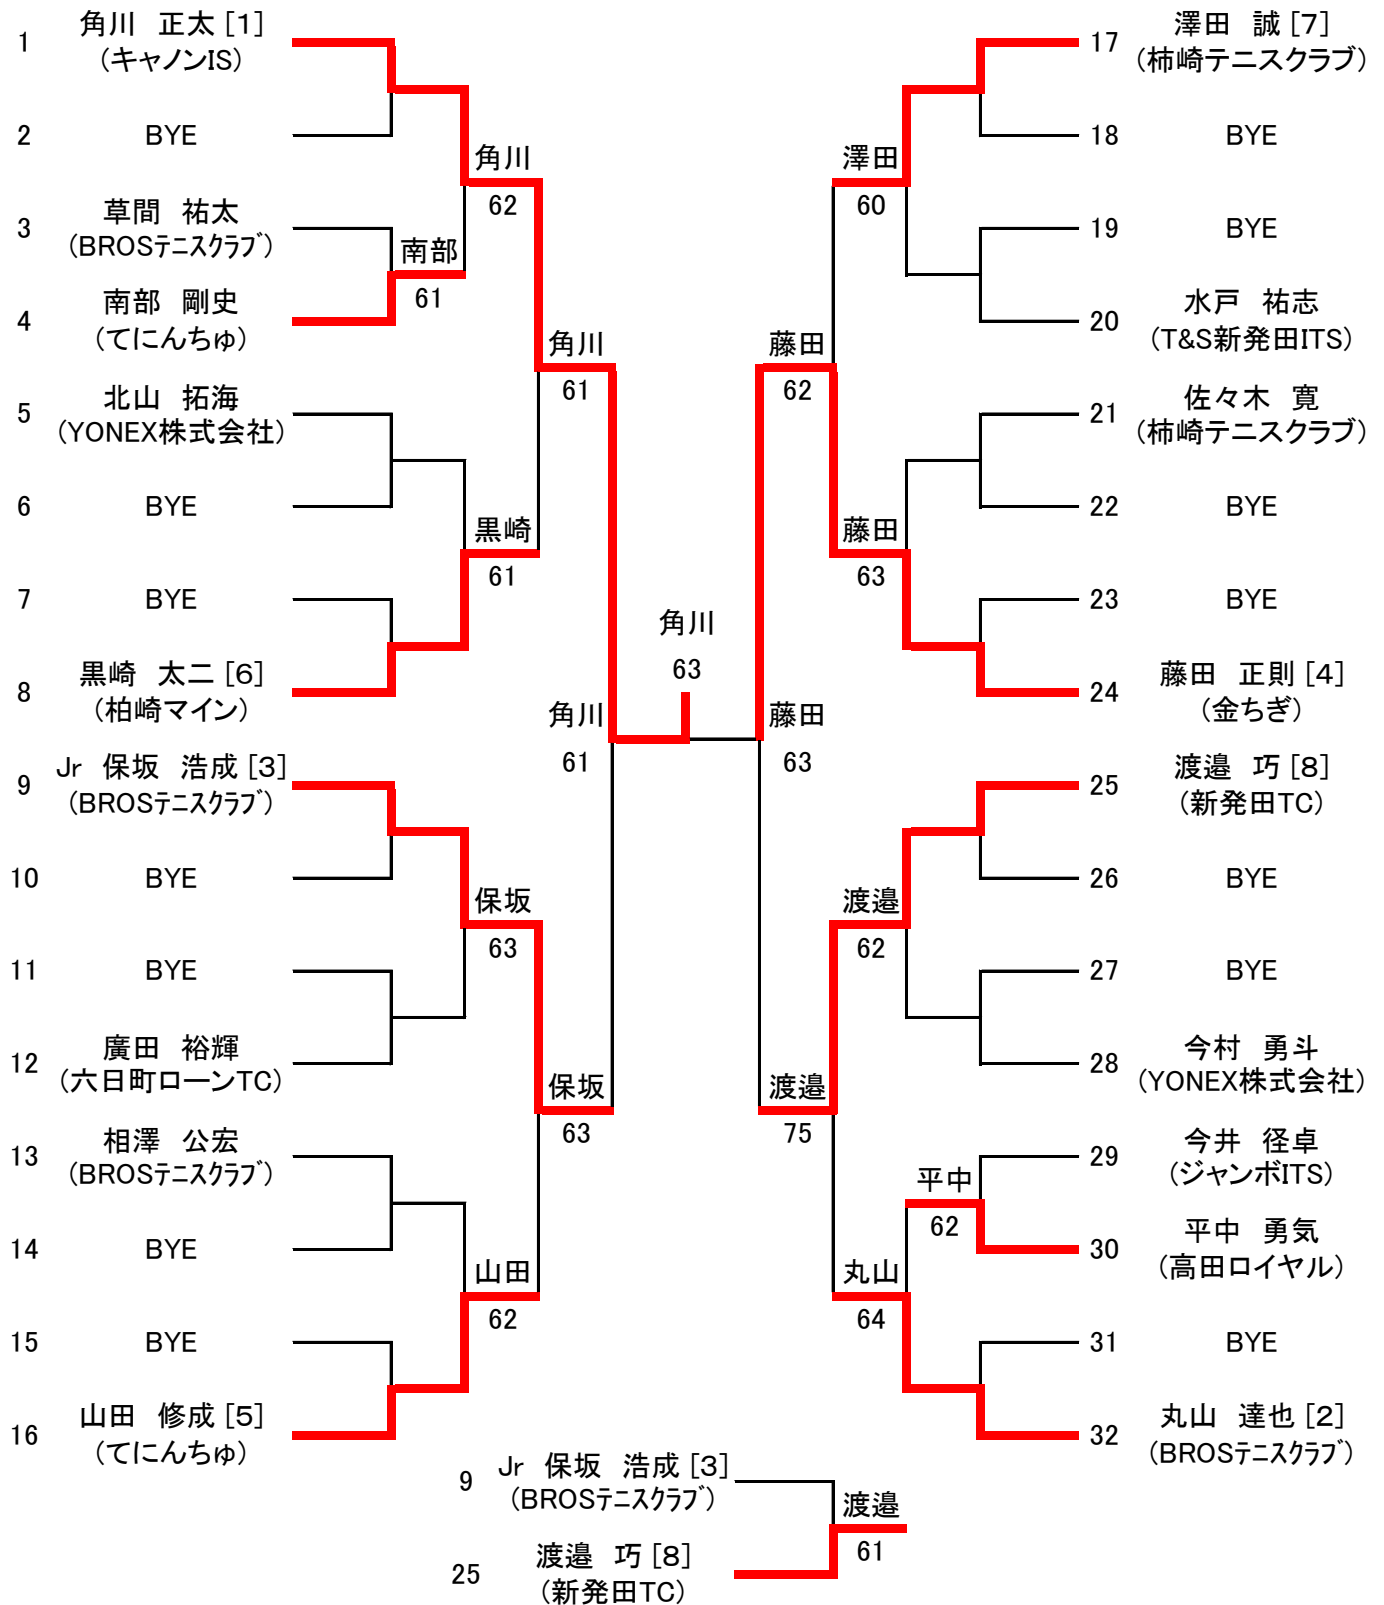 1 角川 正太 [1]
(キャノンIS)
2 BYE
3 草間 祐太
(BROSテニスクラブ)
4 南部 剛史
(てにんちゅ)
5 北山 拓海
(YONEX株式会社)
6 BYE
7 BYE
8 黒崎 太二 [6]
(柏崎マイン)
9 Jr 保坂 浩成 [3]
(BROSテニスクラブ)
10 BYE
11 BYE
12 廣田 裕輝
(六日町ローンTC)
13 相澤 公宏
(BROSテニスクラブ)
14 BYE
15 BYE
16 山田 修成 [5]
(てにんちゅ)
南部
61
角川
62
黒崎
61
保坂
63
山田
62
角川
61
保坂
63
角川
61
角川
63
藤田
63
藤田
62
渡邉
75
澤田
60
藤田
63
渡邉
62
丸山
64
平中
62
17 澤田 誠 [7]
(柿崎テニスクラブ)
18 BYE
19 BYE
20 水戸 祐志
(T&S新発田ITS)
21 佐々木 寛
(柿崎テニスクラブ)
22 BYE
23 BYE
24 藤田 正則 [4]
(金ちぎ)
25 渡邉 巧 [8]
(新発田TC)
26 BYE
27 BYE
28 今村 勇斗
(YONEX株式会社)
29 今井 径卓
(ジャンボITS)
30 平中 勇気
(高田ロイヤル)
31 BYE
32 丸山 達也 [2]
(BROSテニスクラブ)
9 Jr 保坂 浩成 [3]
(BROSテニスクラブ)
25 渡邉 巧 [8]
(新発田TC)
渡邉
61